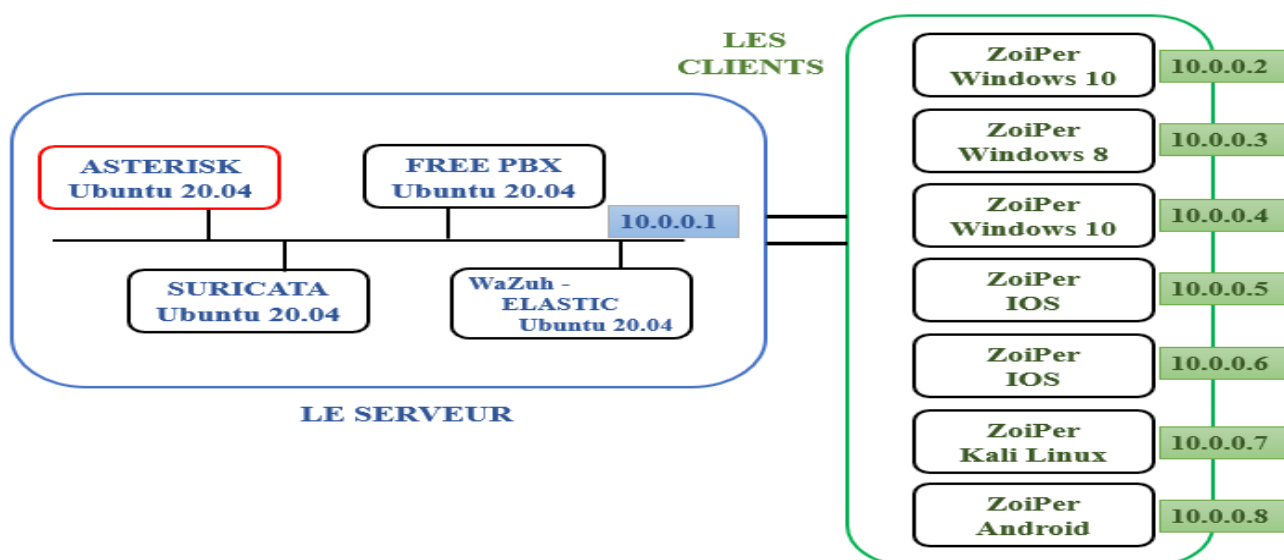 LES
CLIENTS
ASTERISK
Ubuntu 20.04
FREE PBX
Ubuntu 20.04
10.0.0.1
SURICATA
Ubuntu 20.04
WaZuh -
ELASTIC
Ubuntu 20.04
LE SERVEUR
ZoiPer
Windows 10
10.0.0.2
ZoiPer
Windows 8
10.0.0.3
ZoiPer
Windows 10
10.0.0.4
ZoiPer
IOS
10.0.0.5
ZoiPer
IOS
10.0.0.6
ZoiPer
Kali Linux
10.0.0.7
ZoiPer
Android
10.0.0.8